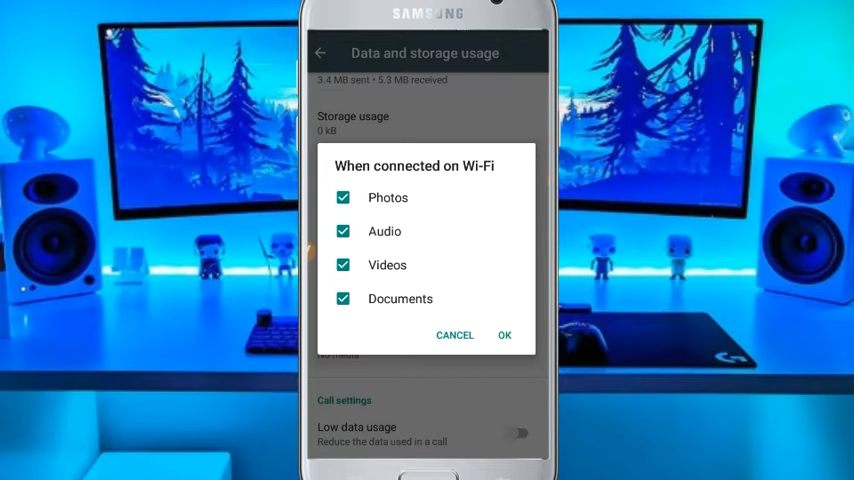 SAMSUNG
Data and storage usage
3.4 MB sent • 5.3 MB received
Storage usage
0 kB
When connected on Wi-Fi
Photos
Audio
Videos
Documents
CANCEL OK
No media
Call settings
Low data usage
Reduce the data used in a call